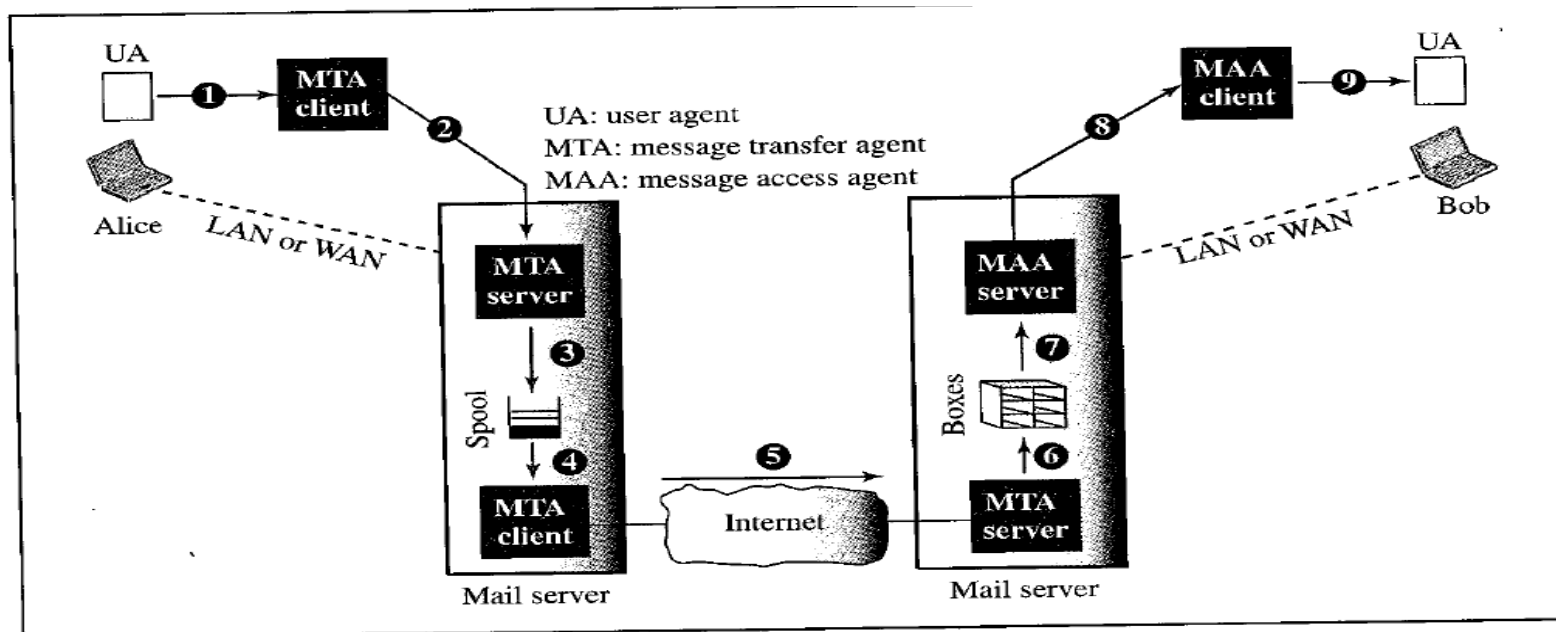 UA
1
MTA
client
2
UA: user agent
MTA: message transfer agent
MAA: message access agent
8
MAA
client
9
UA
Alice
LAN or WAN
Bob
LAN or WAN
MTA
server
3
Spool
4
MTA
client
Mail server
5
Internet
MAA
server
7
Boxes
6
MTA
server
Mail server